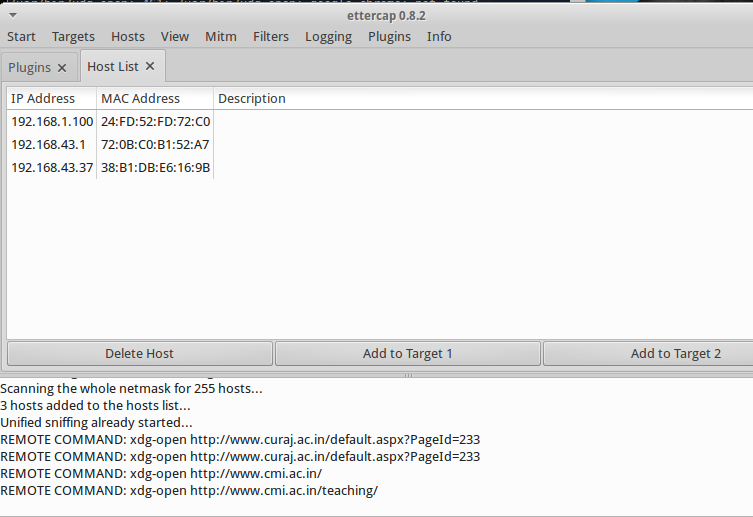 ettercap 0.8.2
Start Targets Hosts View Mitm Filters Logging Plugins Info
Plugins × Host List ×
IP Address MAC Address Description
192.168.1.100 24:FD:52:FD:72:C0
192.168.43.1 72:0B:C0:B1:52:A7
192.168.43.37 38:B1:DB:E6:16:9B
Delete Host Add to Target 1 Add to Target 2
Scanning the whole netmask for 255 hosts...
3 hosts added to the hosts list...
Unified sniffing already started...
REMOTE COMMAND: xdg-open http://www.curaj.ac.in/default.aspx?PageId=233
REMOTE COMMAND: xdg-open http://www.curaj.ac.in/default.aspx?PageId=233
REMOTE COMMAND: xdg-open http://www.cmi.ac.in/
REMOTE COMMAND: xdg-open http://www.cmi.ac.in/teaching/